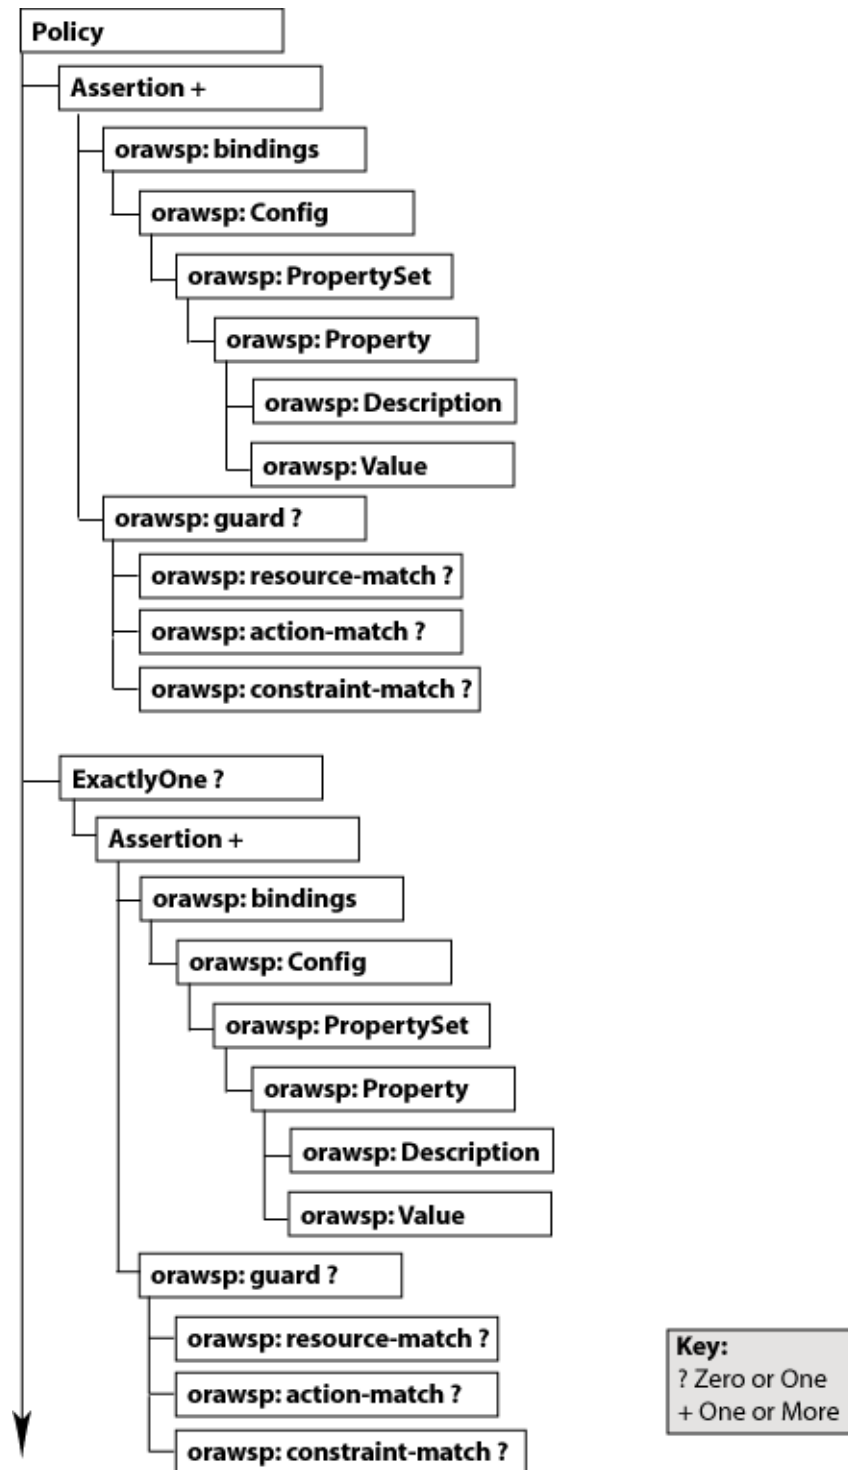 Policy
Assertion +
orawsp: bindings
orawsp: Config
orawsp: PropertySet
orawsp: Property
orawsp: Description
orawsp: Value
orawsp: guard ?
orawsp: resource-match ?
orawsp: action-match ?
orawsp: constraint-match ?
ExactlyOne ?
Assertion +
orawsp: bindings
orawsp: Config
orawsp: PropertySet
orawsp: Property
orawsp: Description
orawsp: Value
orawsp: guard ?
orawsp: resource-match ?
orawsp: action-match ?
orawsp: constraint-match ?
Key:
? Zero or One
+ One or More